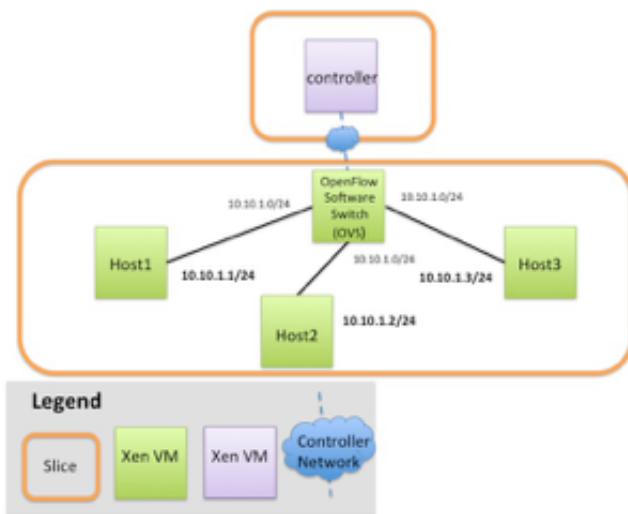 controller
OpenFlow
Software
Switch
(OVS)
10.10.1.0/24
10.10.1.0/24
10.10.1.0/24
Host1
10.10.1.1/24
Host2
10.10.1.2/24
Host3
10.10.1.3/24
Legend
Slice
Xen VM
Xen VM
Controller
Network